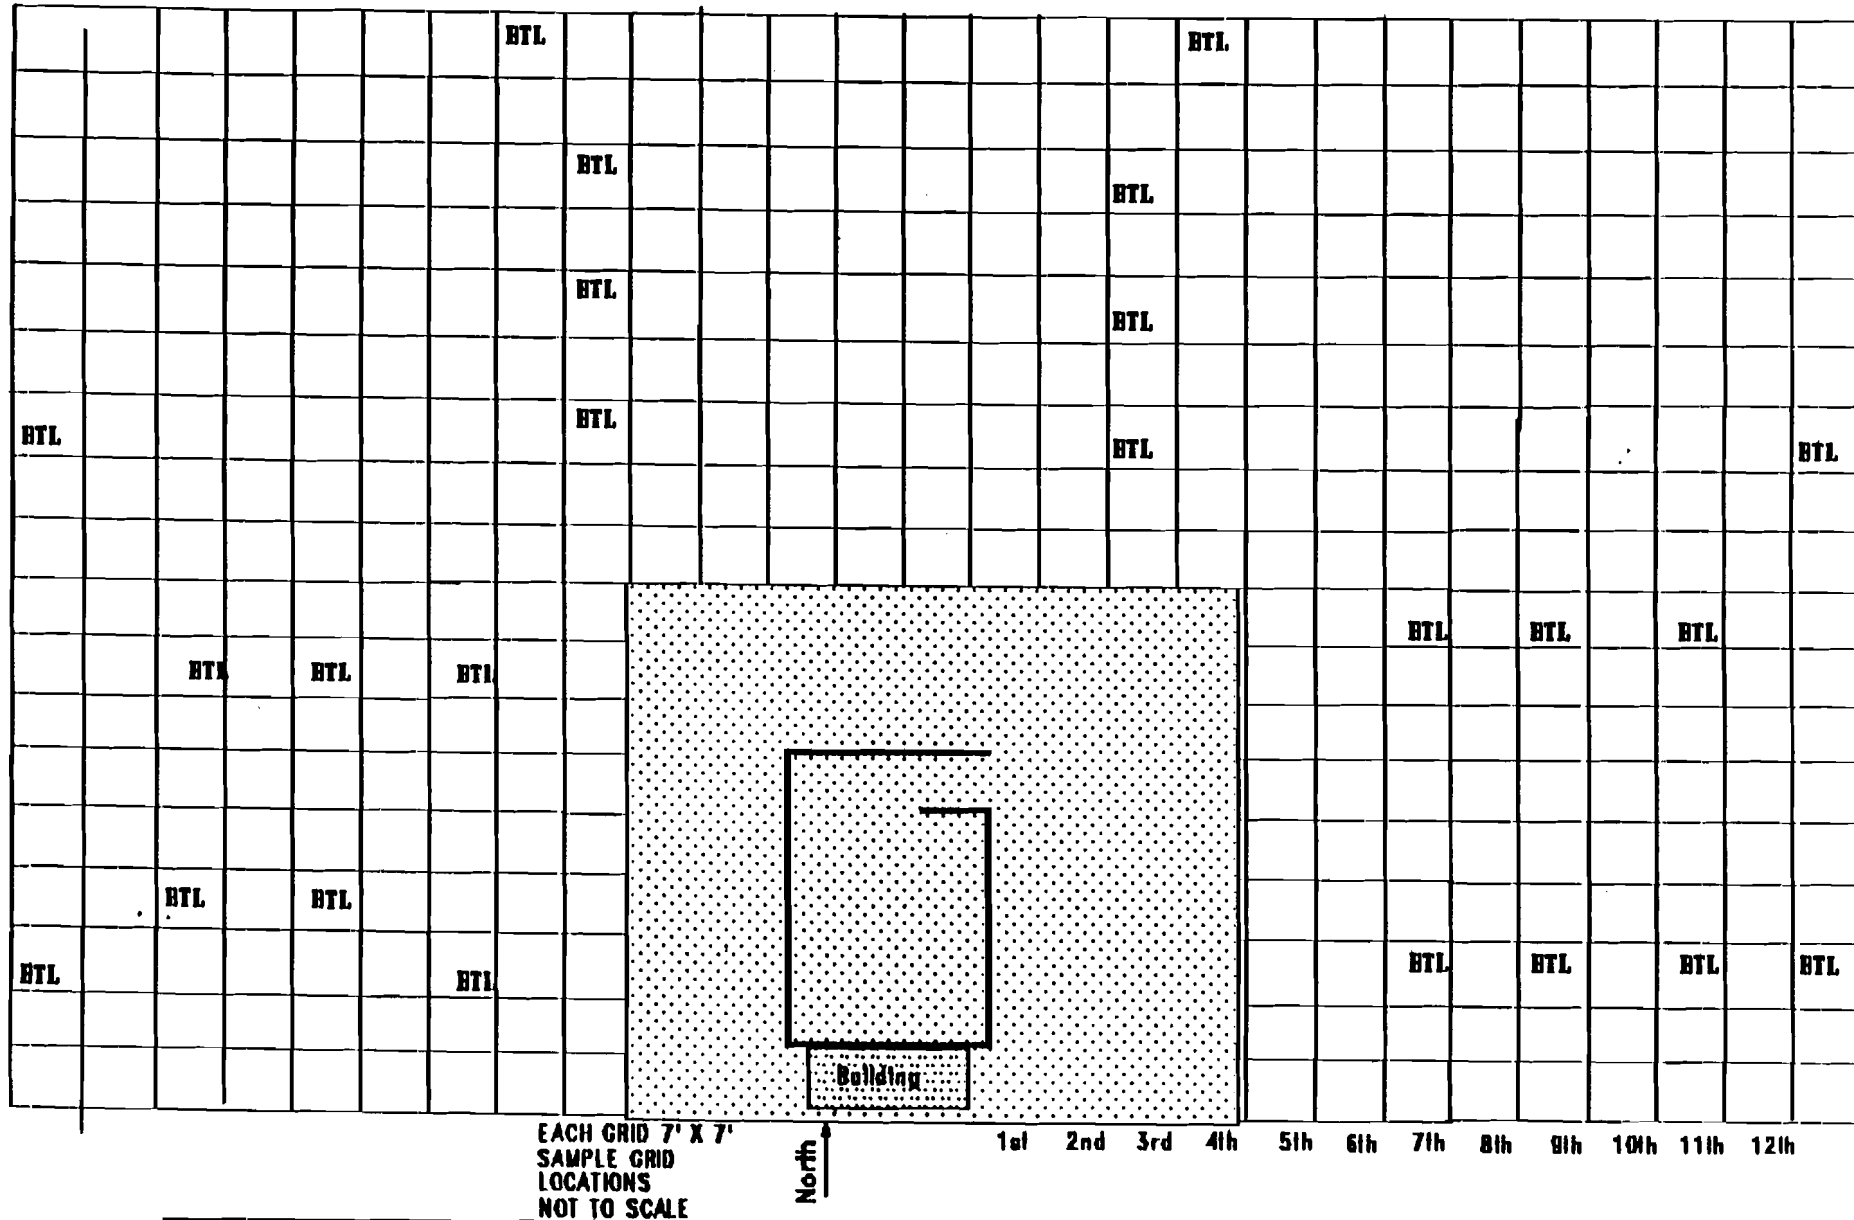 BTL BTL
BTL
BTL
BTL
BTL
BTL
BTL
BTL
BTL
BTL
BTL BTL BTL
BTL BTL BTL
BTL BTL
BTL BTL BTL BTL
BTL
BTL
Building
EACH GRID 7' X 7'
SAMPLE GRID
LOCATIONS
NOT TO SCALE
North
1st 2nd 3rd 4th 5th 6th 7th 8th 9th 10th 11th 12th